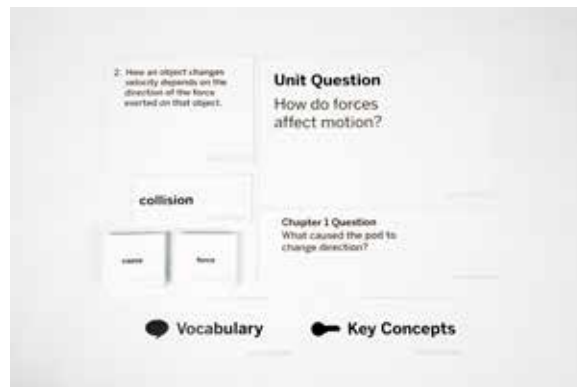 2. How an object changes
velocity depends on the
direction of the force
exerted on that object.
Unit Question
How do forces
affect motion?
collision
Chapter 1 Question
What caused the pod to
change direction?
cause
force
Vocabulary
Key Concepts